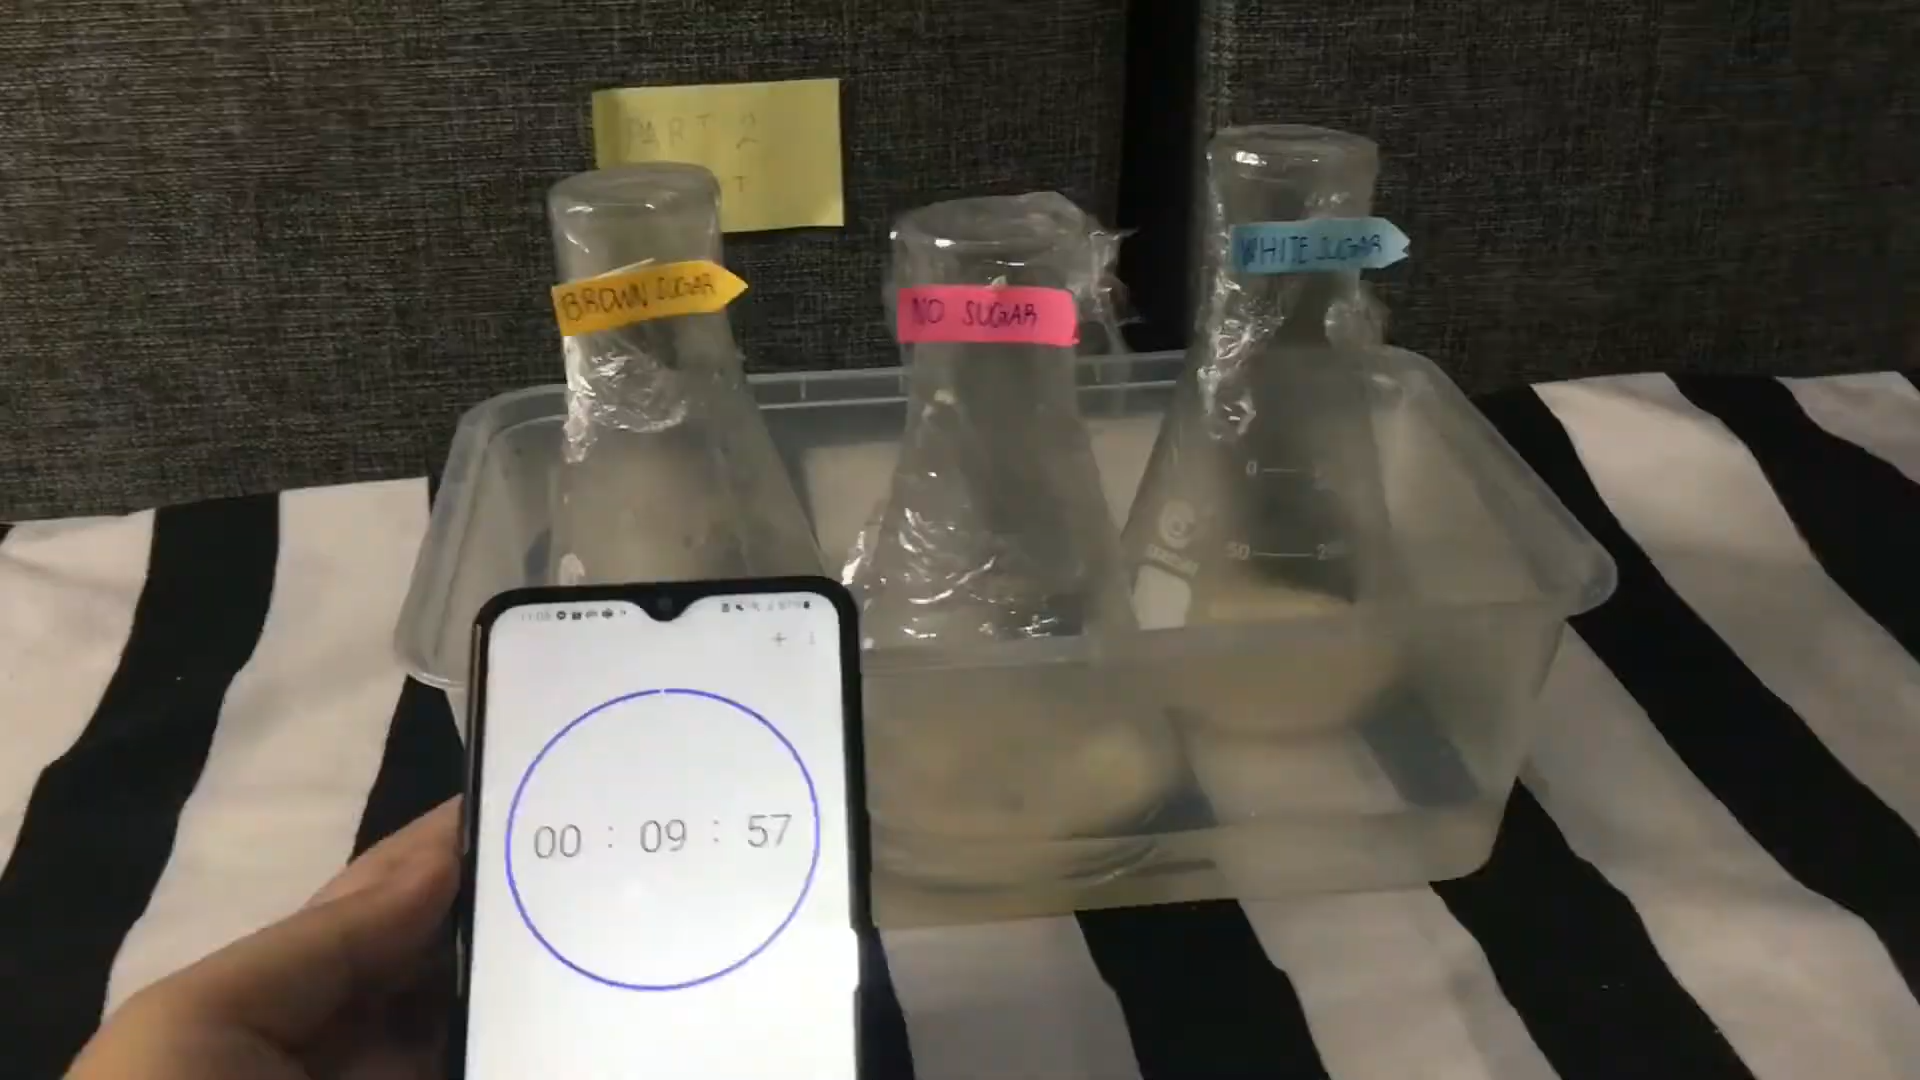 PART 2
T
BROWN SUGAR
NO SUGAR
WHITE SUGAR
00 : 09 : 57